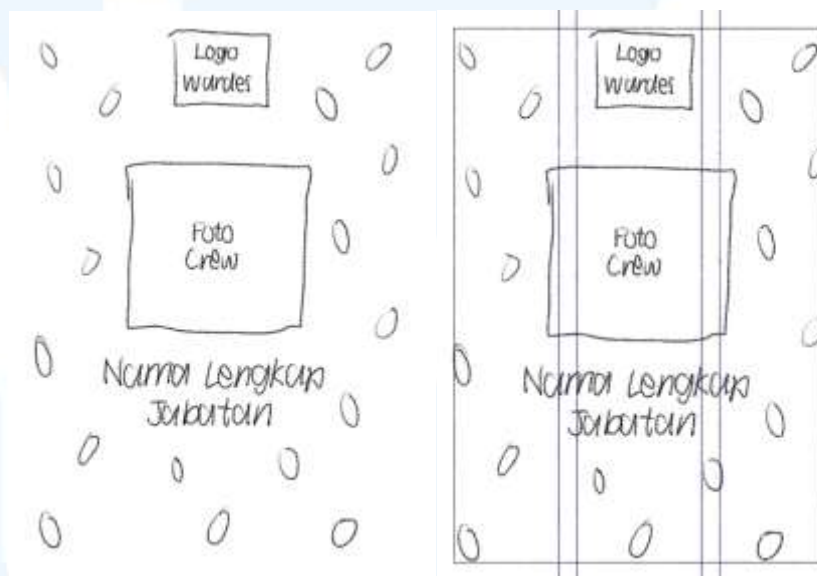 Logo
Wardes
Foto
Crew
Nama Lengkap
Jabatan
Logo
Wardes
Foto
Crew
Nama Lengkap
Jabatan